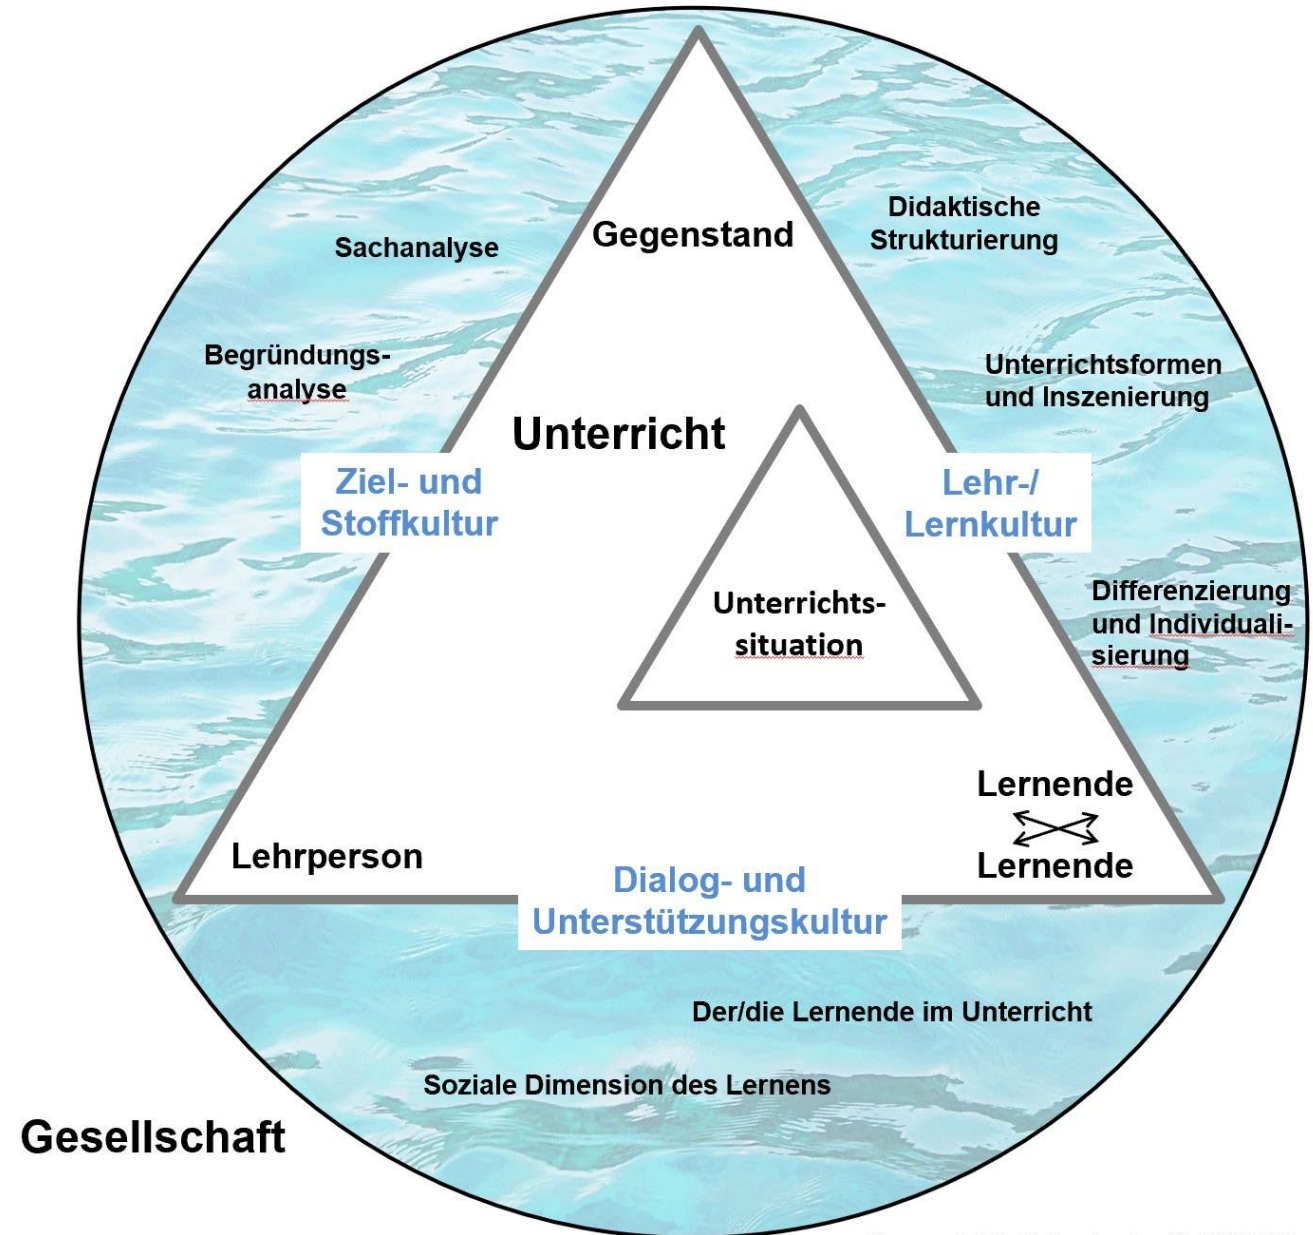 Didaktische
Strukturierung
Gegenstand
Sachanalyse
Begründungs-
analyse
Unterrichtsformen
und Inszenierung
Unterricht
Ziel- und
Stoffkultur
Lehr-/
Lernkultur
Unterrichts-
situation
Differenzierung
und Individuali-
sierung
Lernende
Lernende
Lehrperson
Dialog- und
Unterstützungskultur
Der/die Lernende im Unterricht
Soziale Dimension des Lernens
Gesellschaft